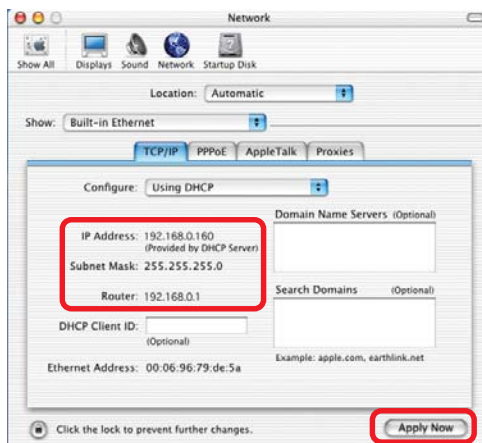 Network
Show All Displays Sound Network Startup Disk
Location: Automatic
Show: Built-in Ethernet
TCP/IP PPPoE AppleTalk Proxies
Configure: Using DHCP
Domain Name Servers (Optional)
IP Address: 192.168.0.160
(Provided by DHCP Server)
Subnet Mask: 255.255.255.0
Router: 192.168.0.1
Search Domains (Optional)
DHCP Client ID:
(Optional)
Example: apple.com, earthlink.net
Ethernet Address: 00:06:96:79:de:5a
Click the lock to prevent further changes.
Apply Now